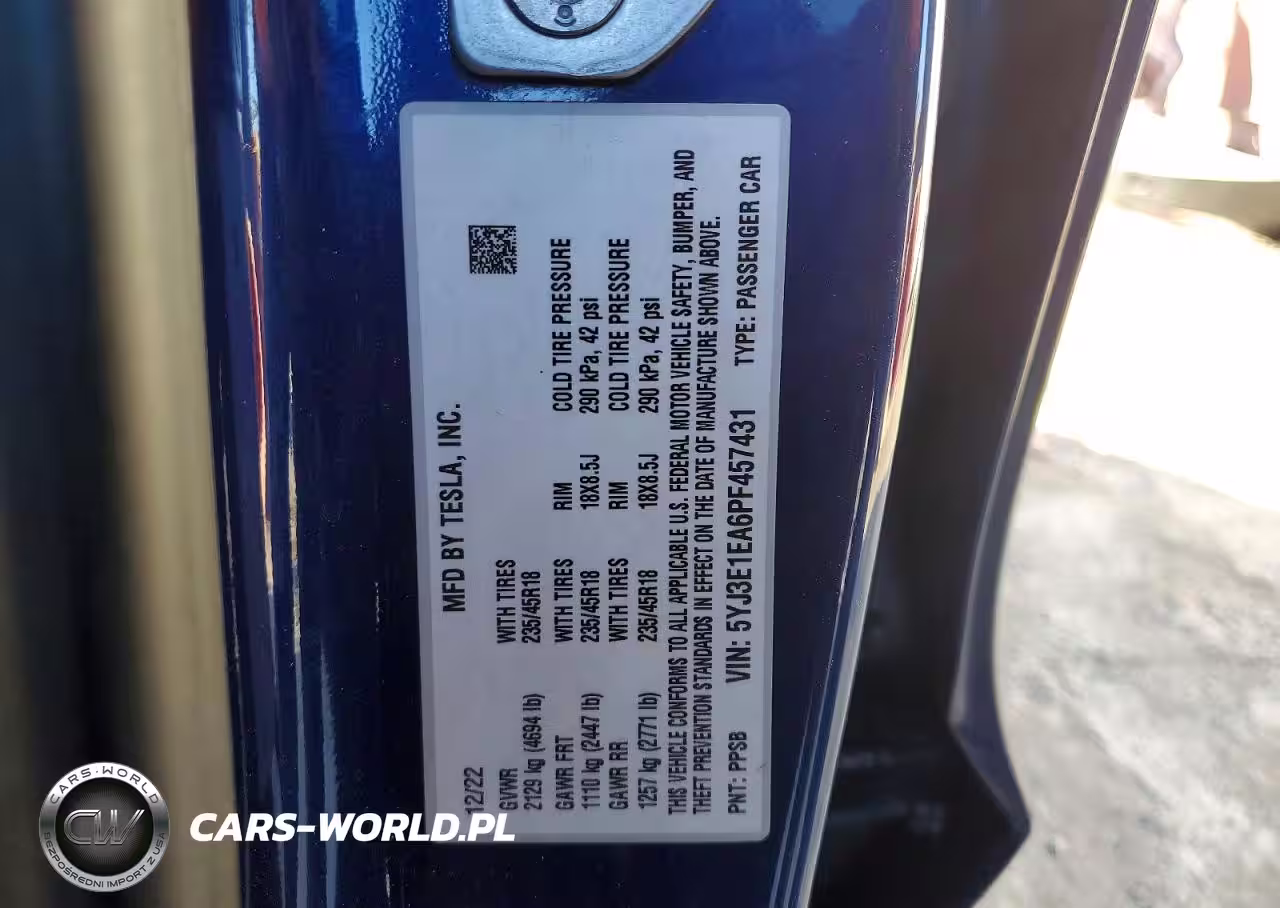 MFD BY TESLA, INC.
12/22
GVWR WITH TIRES
2129 kg (4694 lb) 235/45R18
GAWR FRT WITH TIRES RIM COLD TIRE PRESSURE
1110 kg (2447 lb) 235/45R18 18X8.5J 290 kPa, 42 psi
GAWR RR WITH TIRES RIM COLD TIRE PRESSURE
1257 kg (2771 lb) 235/45R18 18X8.5J 290 kPa, 42 psi
THIS VEHICLE CONFORMS TO ALL APPLICABLE U.S. FEDERAL MOTOR VEHICLE SAFETY, BUMPER, AND
THEFT PREVENTION STANDARDS IN EFFECT ON THE DATE OF MANUFACTURE SHOWN ABOVE.
PNT: PPSB VIN: 5YJ3E1EA6PF457431 TYPE: PASSENGER CAR
CARS-WORLD
CW
BEZPOŚREDNI IMPORT Z USA
CARS-WORLD.PL